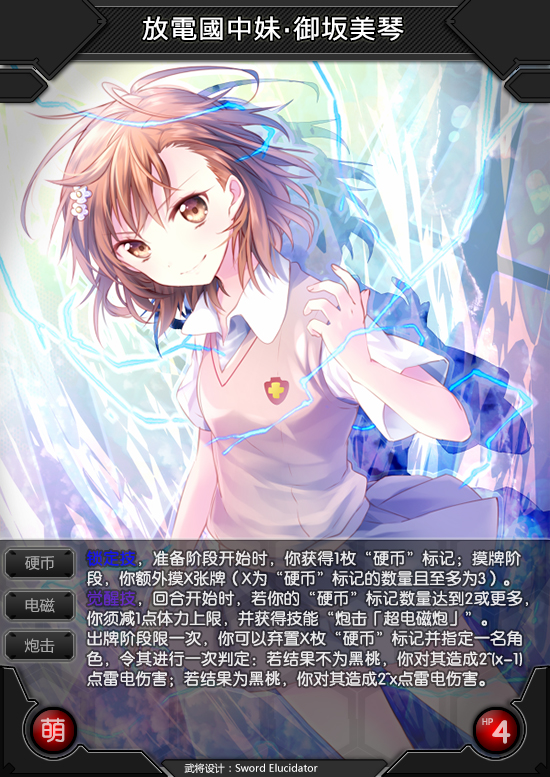 放電國中妹·御坂美琴
硬币
锁定技，准备阶段开始时，你获得1枚“硬币”标记；摸牌阶
段，你额外摸X张牌（X为“硬币”标记的数量且至多为3）。
电磁
觉醒技，回合开始时，若你的“硬币”标记数量达到2或更多，
你须减1点体力上限，并获得技能“炮击「超电磁炮」”。
炮击
出牌阶段限一次，你可以弃置X枚“硬币”标记并指定一名角
色，令其进行一次判定：若结果不为黑桃，你对其造成2^(x-1)
点雷电伤害；若结果为黑桃，你对其造成2^x点雷电伤害。
萌
HP 4
武将设计：Sword Elucidator